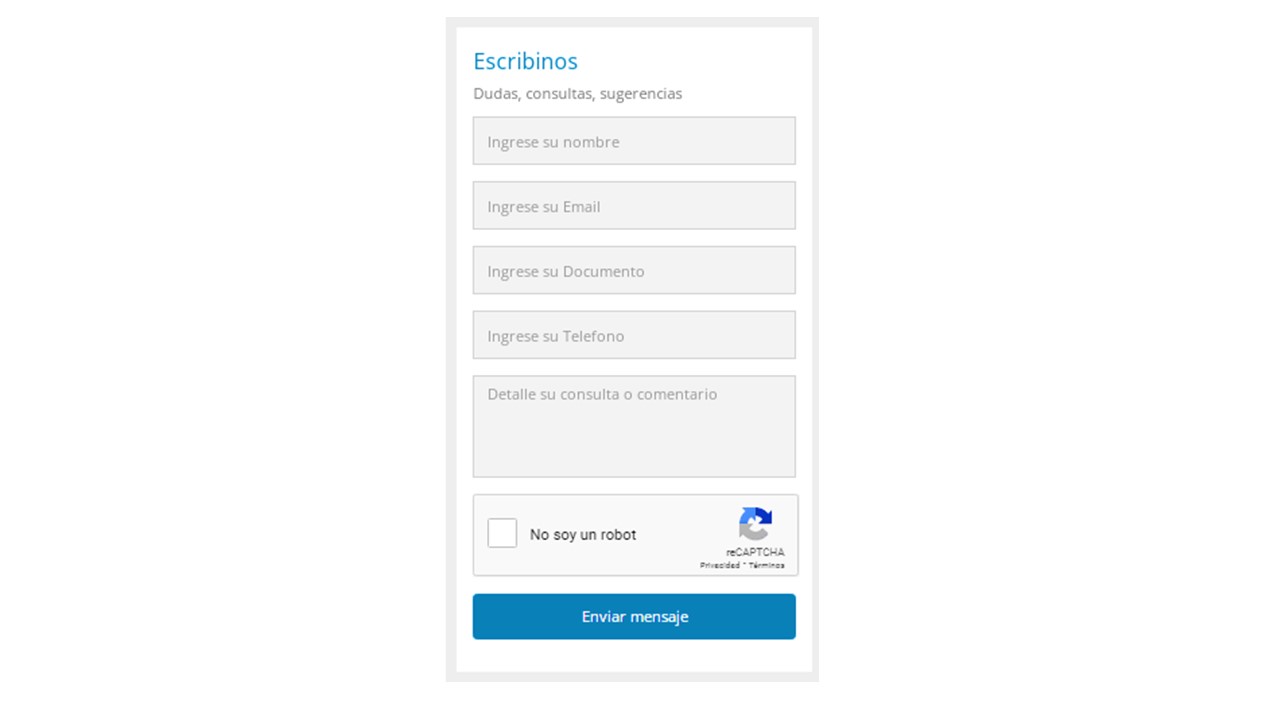 Escribinos
Dudas, consultas, sugerencias
Ingrese su nombre
Ingrese su Email
Ingrese su Documento
Ingrese su Telefono
Detalle su consulta o comentario
No soy un robot
reCAPTCHA
Privacidad - Términos
Enviar mensaje